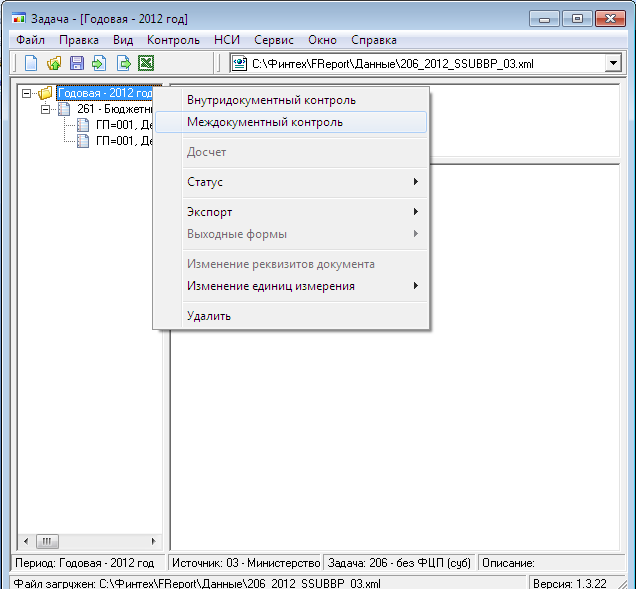 Задача - [Годовая - 2012 год]
Файл Правка Вид Контроль НСИ Сервис Окно Справка
C:\Финтех\FReport\Данные\206_2012_SSUBBP_03.xml
Годовая - 2012 год
261 - Бюджетн
ГП=001, Де
ГП=001, Де
Внутридокументный контроль
Междокументный контроль
Досчет
Статус
Экспорт
Выходные формы
Изменение реквизитов документа
Изменение единиц измерения
Удалить
Период: Годовая - 2012 год Источник: 03 - Министерство Задача: 206 - без ФЦП (суб) Описание:
Файл загружен: C:\Финтех\FReport\Данные\206_2012_SSUBBP_03.xml Версия: 1.3.22